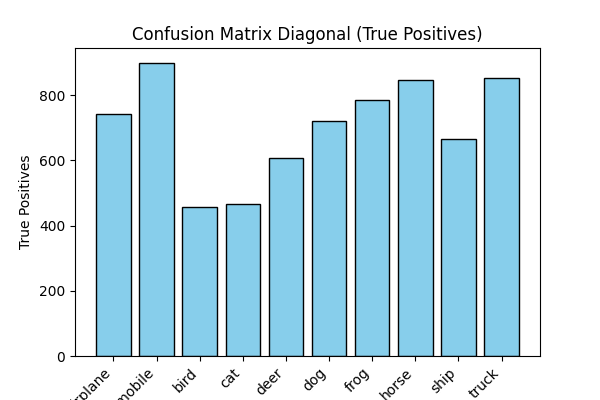 Confusion Matrix Diagonal (True Positives)
True Positives
800
600
400
200
0
rplane
mobile
bird
cat
deer
dog
frog
horse
ship
truck